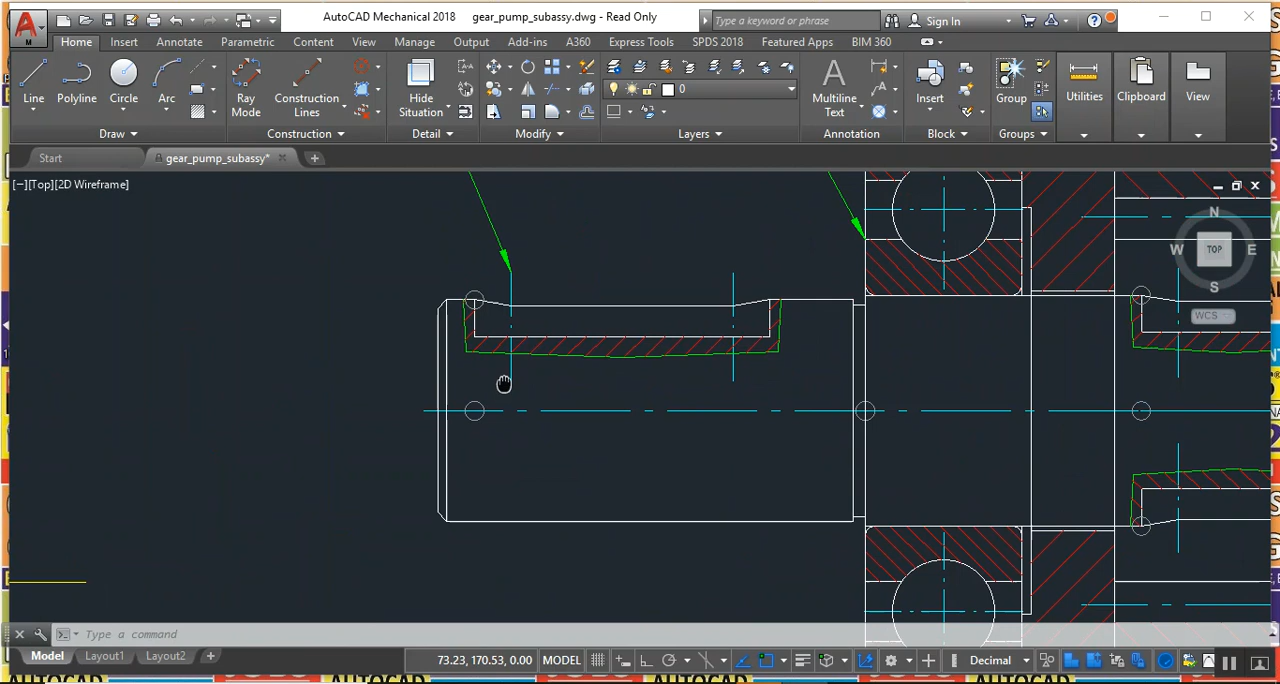 AutoCAD Mechanical 2018 gear_pump_subassy.dwg - Read Only
Type a keyword or phrase
Sign In
Home Insert Annotate Parametric Content View Manage Output Add-ins A360 Express Tools SPDS 2018 Featured Apps BIM 360
Line Polyline Circle Arc Ray Mode Construction Lines Hide Situation 0 Multiline Text Insert Group Utilities Clipboard View
Draw Construction Detail Modify Layers Annotation Block Groups
Start gear_pump_subassy*
[−][Top][2D Wireframe]
N
W TOP E
S
WCS
Type a command
Model Layout1 Layout2 73.23, 170.53, 0.00 MODEL Decimal